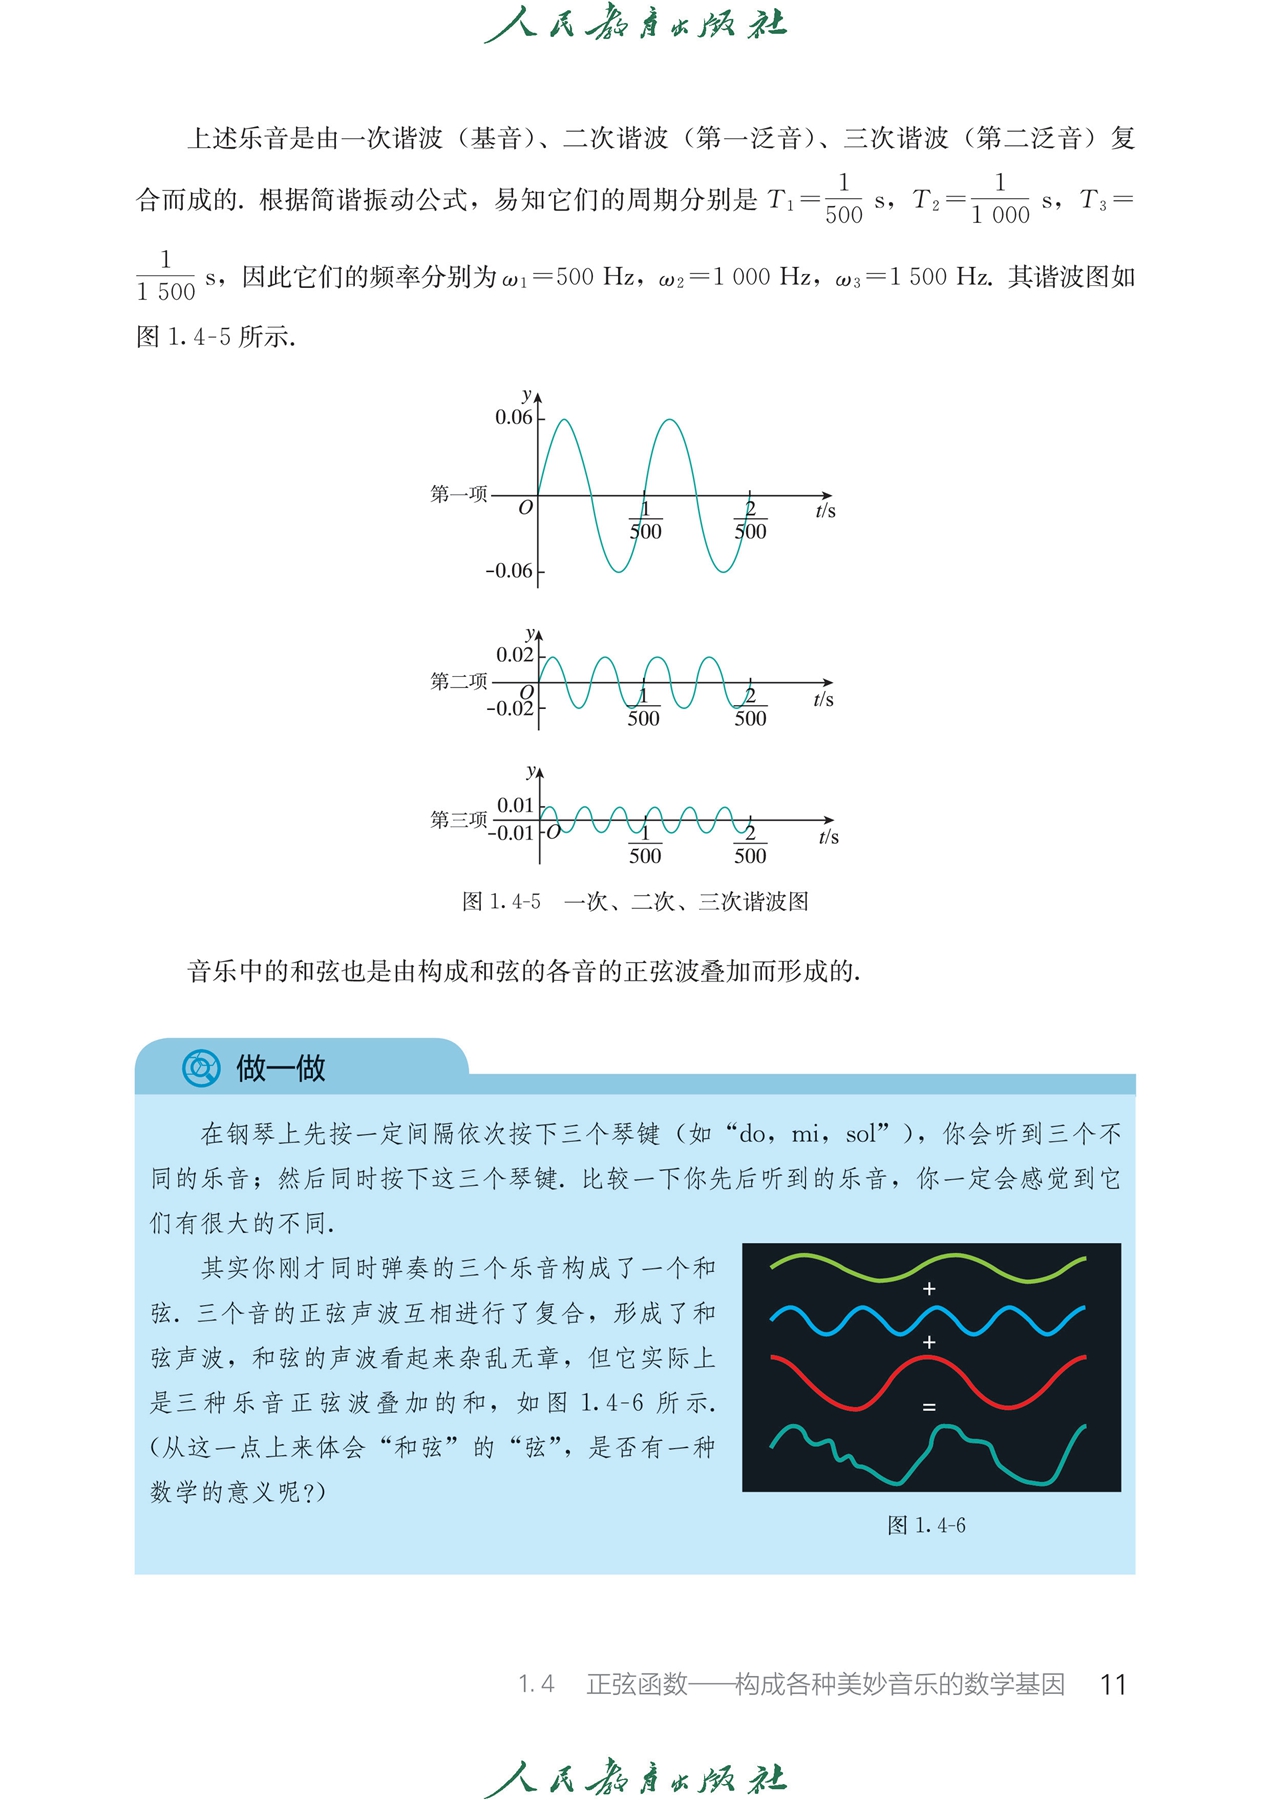 人民教育出版社
上述乐音是由一次谐波（基音）、二次谐波（第一泛音）、三次谐波（第二泛音）复
合而成的. 根据简谐振动公式，易知它们的周期分别是 T₁=1/500 s，T₂=1/1 000 s，T₃=
1/1 500 s，因此它们的频率分别为 ω₁=500 Hz，ω₂=1 000 Hz，ω₃=1 500 Hz. 其谐波图如
图 1.4-5 所示.
y
0.06
第一项
O
1/500
2/500
t/s
-0.06
y
0.02
第二项
O
-0.02
1/500
2/500
t/s
y
0.01
第三项
-0.01
O
1/500
2/500
t/s
图 1.4-5 一次、二次、三次谐波图
音乐中的和弦也是由构成和弦的各音的正弦波叠加而形成的.
做一做
在钢琴上先按一定间隔依次按下三个琴键（如“do，mi，sol”），你会听到三个不
同的乐音；然后同时按下这三个琴键. 比较一下你先后听到的乐音，你一定会感觉到它
们有很大的不同.
其实你刚才同时弹奏的三个乐音构成了一个和
弦. 三个音的正弦声波互相进行了复合，形成了和
弦声波，和弦的声波看起来杂乱无章，但它实际上
是三种乐音正弦波叠加的和，如图 1.4-6 所示.
（从这一点上来体会“和弦”的“弦”，是否有一种
数学的意义呢?）
+
+
=
图 1.4-6
1.4 正弦函数——构成各种美妙音乐的数学基因 11
人民教育出版社